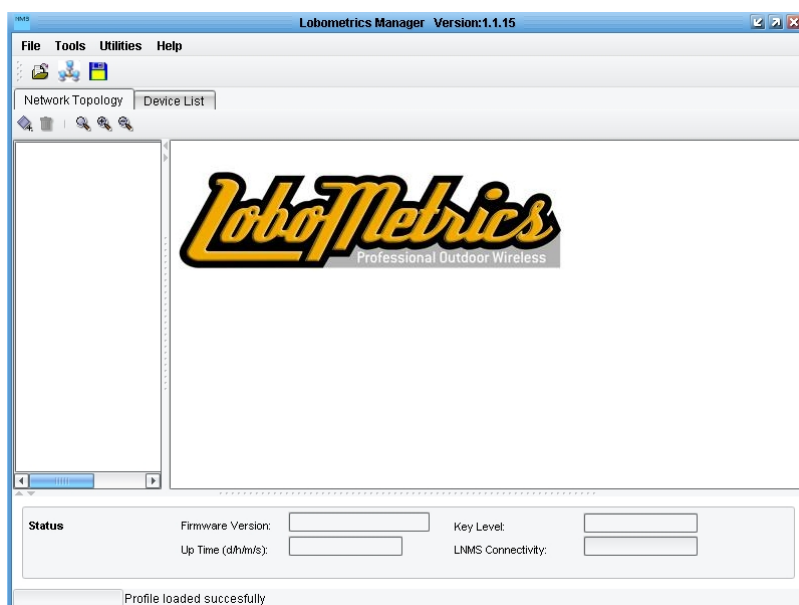 NMS
Lobometrics Manager Version:1.1.15
File Tools Utilities Help
Network Topology Device List
LoboMetrics
Professional Outdoor Wireless
Status
Firmware Version: Key Level:
Up Time (d/h/m/s): LNMS Connectivity:
Profile loaded succesfully